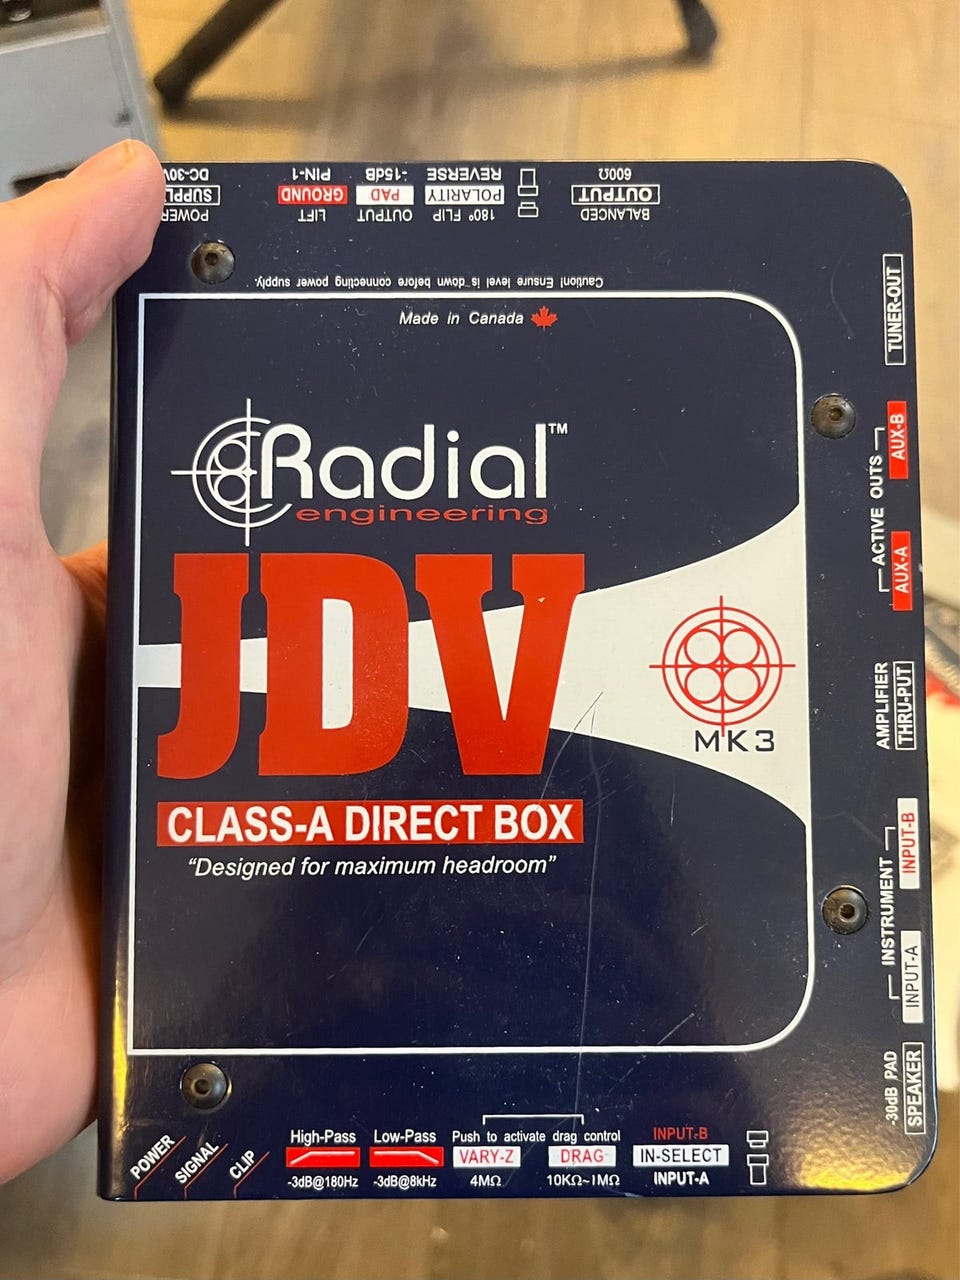 POWER
SUPPLY
DC-30V
LIFT
GROUND
PIN-1
OUTPUT
PAD
-15dB
180° FLIP
POLARITY
REVERSE
BALANCED
OUTPUT
600Ω
Caution! Ensure level is down before connecting power supply.
Made in Canada
Radial™
engineering
JDV
MK3
CLASS-A DIRECT BOX
“Designed for maximum headroom”
TUNER-OUT
ACTIVE OUTS
AUX-B
AUX-A
AMPLIFIER
THRU-PUT
INSTRUMENT
INPUT-B
INPUT-A
-30dB PAD
SPEAKER
POWER
SIGNAL
CLIP
High-Pass
-3dB@180Hz
Low-Pass
-3dB@8kHz
Push to activate drag control
VARY-Z
4MΩ
DRAG
10KΩ~1MΩ
INPUT-B
IN-SELECT
INPUT-A